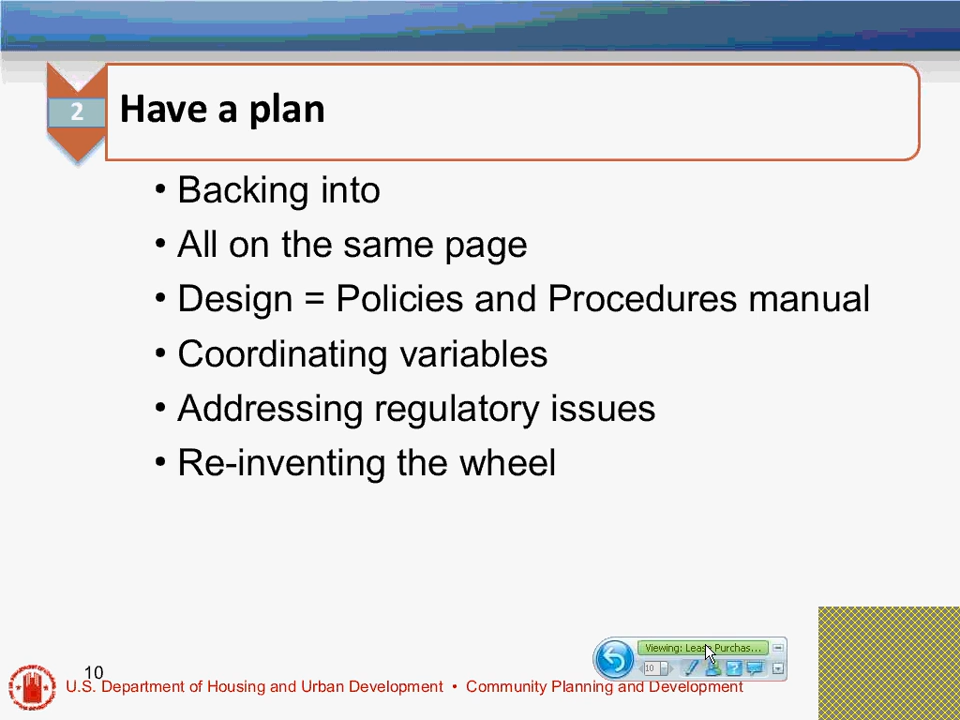 2
Have a plan
• Backing into
• All on the same page
• Design = Policies and Procedures manual
• Coordinating variables
• Addressing regulatory issues
• Re-inventing the wheel
Viewing: Lease Purchas...
10
10
U.S. Department of Housing and Urban Development • Community Planning and Development